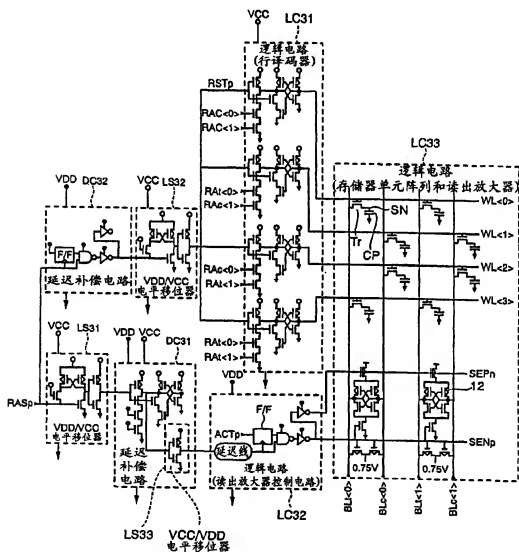 LC31
VCC
逻辑电路
(行译码器)
RSTp
RAC<0>
RAC<1>
LC33
逻辑电路
(存储器单元阵列和读出放大器)
DC32
VDD
LS32
VCC
RAt<0>
RAc<1>
SN
WL<0>
Tr
CP
WL<1>
F/F
延迟补偿电路
VDD/VCC
电平移位器
RAc<0>
RAt<1>
WL<2>
WL<3>
LS31
VCC
VDD
VCC
DC31
RAt<0>
RAt<1>
VDD
SEPn
12
RASp
VDD/VCC
电平移位器
F/F
ACTp
延迟线
延迟
补偿
电路
逻辑电路
(读出放大器控制电路)
SENp
0.75V
0.75V
LS33
VCC/VDD
电平移位器
LC32
BLt<0>
BLc<0>
BLt<1>
BLc<1>